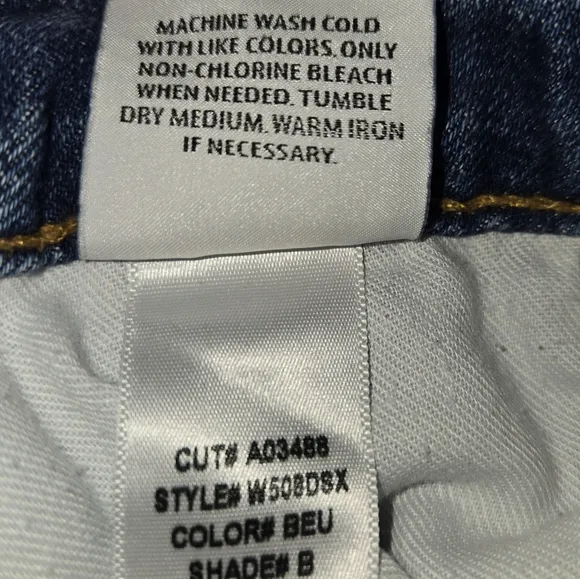 MACHINE WASH COLD
WITH LIKE COLORS. ONLY
NON-CHLORINE BLEACH
WHEN NEEDED. TUMBLE
DRY MEDIUM. WARM IRON
IF NECESSARY.
CUT# A03488
STYLE# W508DSX
COLOR# BEU
SHADE# B